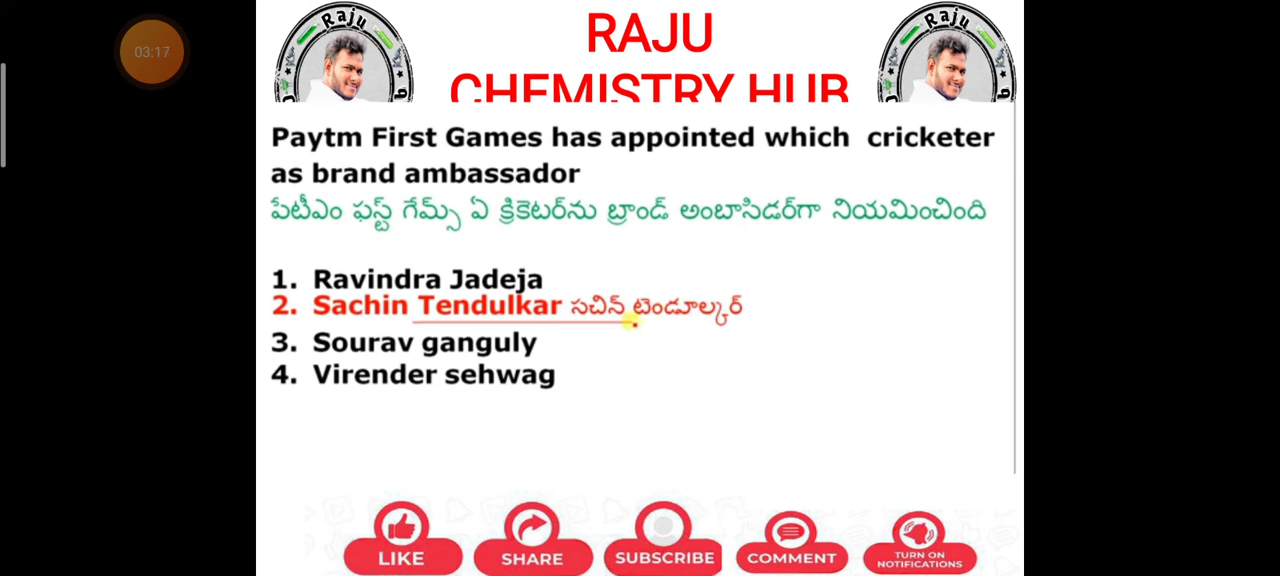 03:17
Raju
Raju
RAJU
CHEMISTRY HUB
Paytm First Games has appointed which cricketer
as brand ambassador
పేటీఎం ఫస్ట్ గేమ్స్ ఏ క్రికెటర్‌ను బ్రాండ్ అంబాసిడర్‌గా నియమించింది
1. Ravindra Jadeja
2. Sachin Tendulkar సచిన్ టెండూల్కర్
3. Sourav ganguly
4. Virender sehwag
LIKE
SHARE
SUBSCRIBE
COMMENT
TURN ON
NOTIFICATIONS